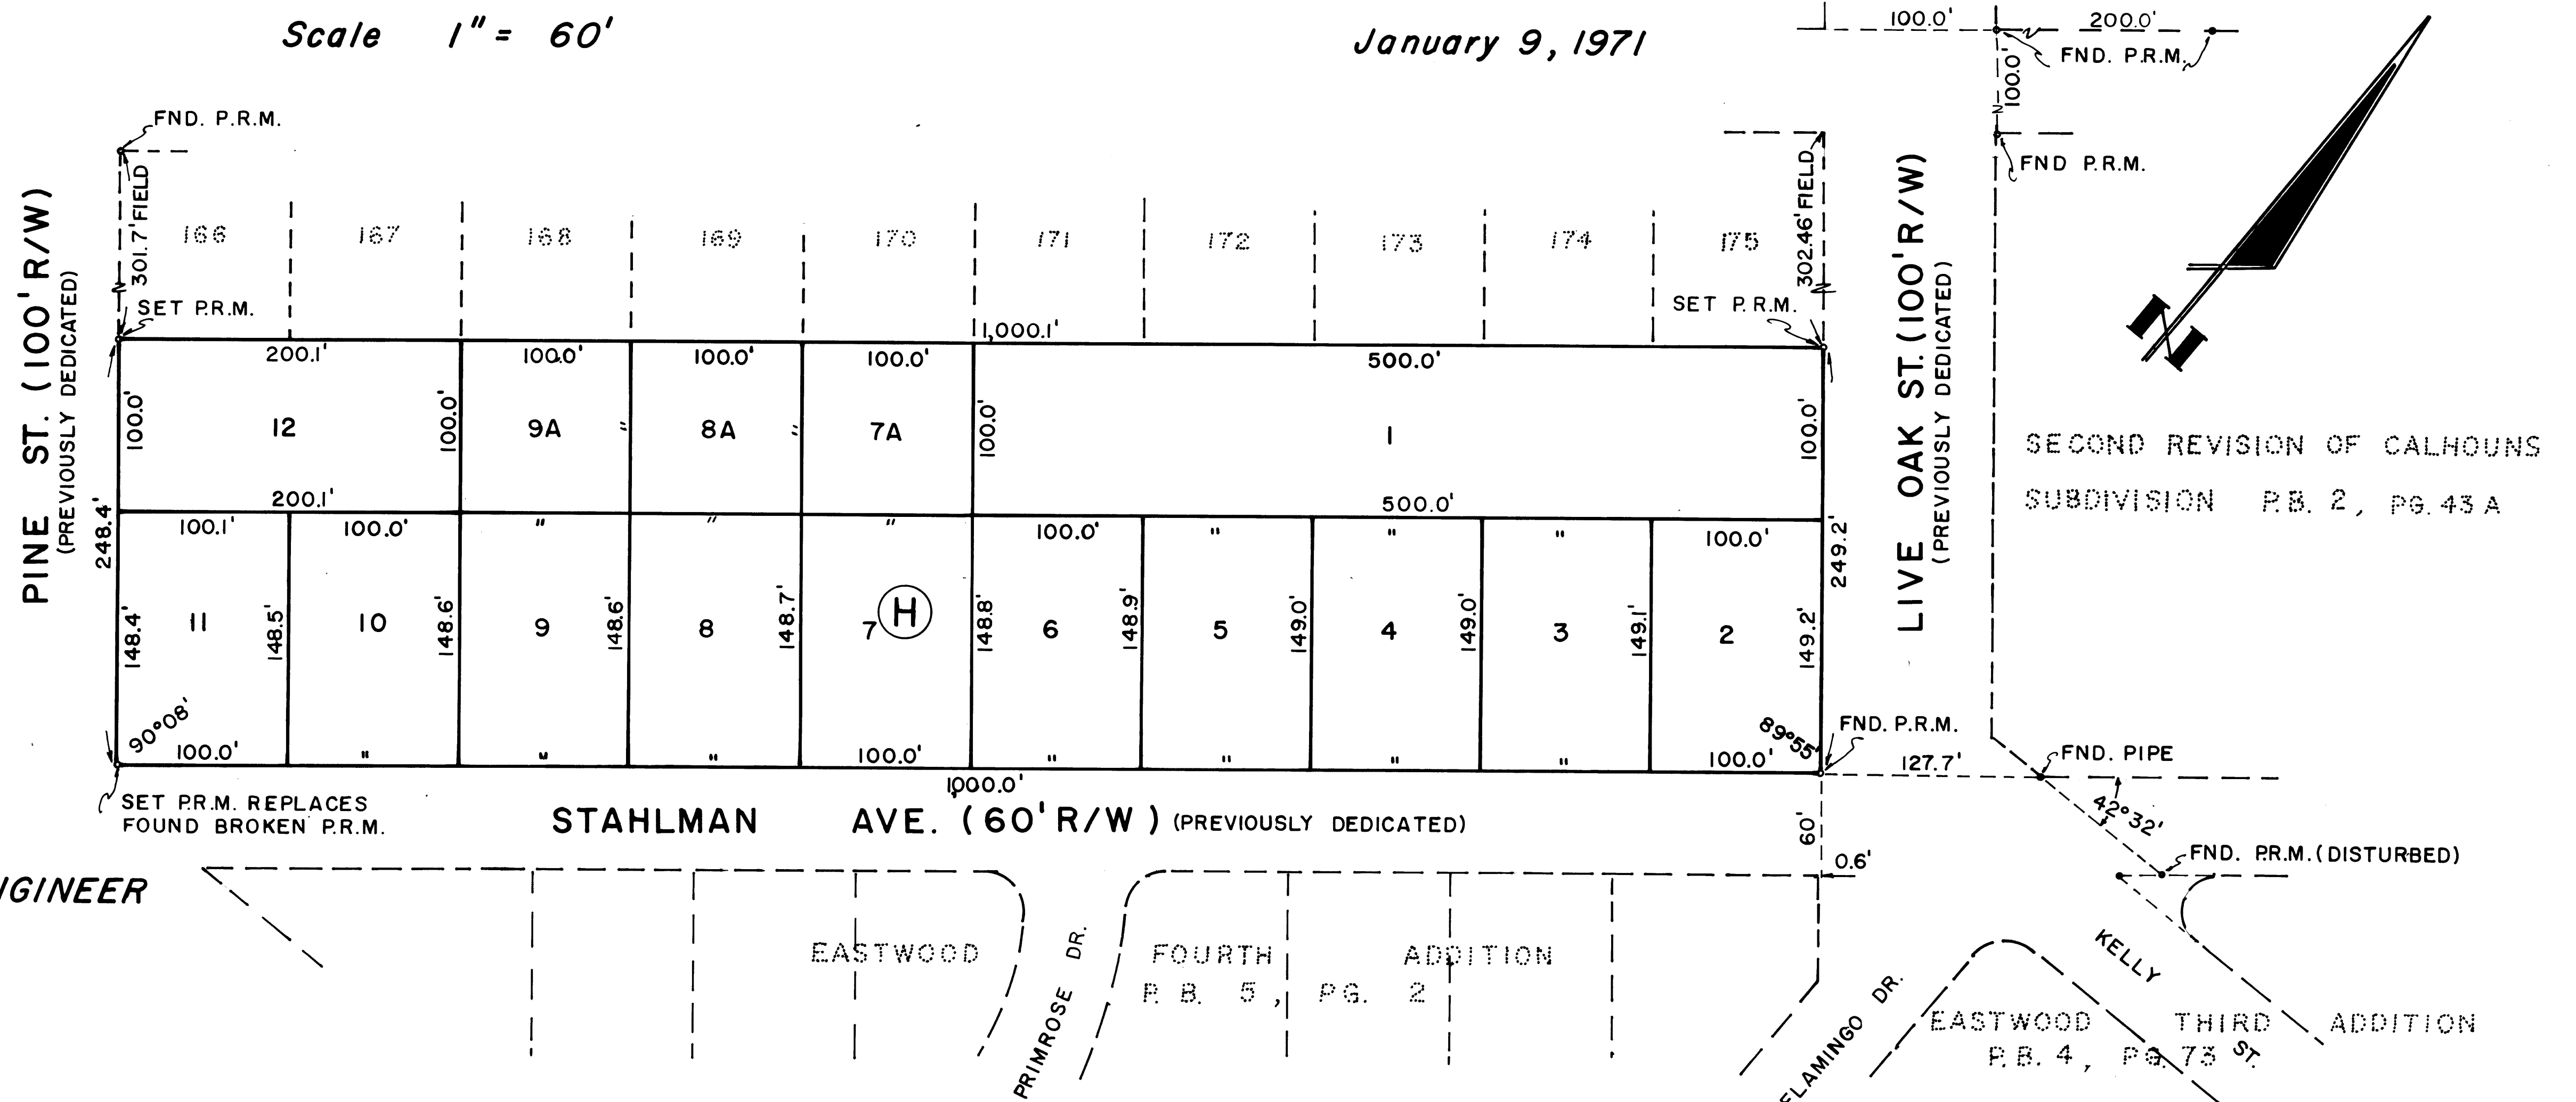 Scale 1" = 60'
January 9, 1971
100.0'
200.0'
FND. P.R.M.
100.0'
FND P.R.M.
FND. P.R.M.
301.7' FIELD
302.46' FIELD
166 167 168 169 170 171 172 173 174 175
SET P.R.M.
SET P.R.M.
PINE ST. (100' R/W)
(PREVIOUSLY DEDICATED)
LIVE OAK ST. (100' R/W)
(PREVIOUSLY DEDICATED)
N
1,000.1'
200.1' 100.0' 100.0' 100.0' 500.0'
100.0' 12 100.0' 9A " 8A " 7A 100.0' 1 100.0'
SECOND REVISION OF CALHOUNS
SUBDIVISION P.B. 2, PG. 43 A
200.1' 500.0'
248.4'
249.2'
100.1' 100.0' " " " 100.0' " " " 100.0'
148.4' 11 148.5' 10 148.6' 9 148.6' 8 148.7' 7 H 148.8' 6 148.9' 5 149.0' 4 149.0' 3 149.1' 2 149.2'
90°08'
89°55'
100.0' " " " 100.0' " " " " 100.0'
1,000.0'
FND. P.R.M.
127.7'
FND. PIPE
42°32'
SET P.R.M. REPLACES
FOUND BROKEN P.R.M.
STAHLMAN AVE. (60' R/W) (PREVIOUSLY DEDICATED)
60'
0.6'
FND. P.R.M. (DISTURBED)
EASTWOOD FOURTH ADDITION
P. B. 5, PG. 2
PRIMROSE DR.
FLAMINGO DR.
KELLY ST.
EASTWOOD THIRD ADDITION
P.B. 4, PG. 73